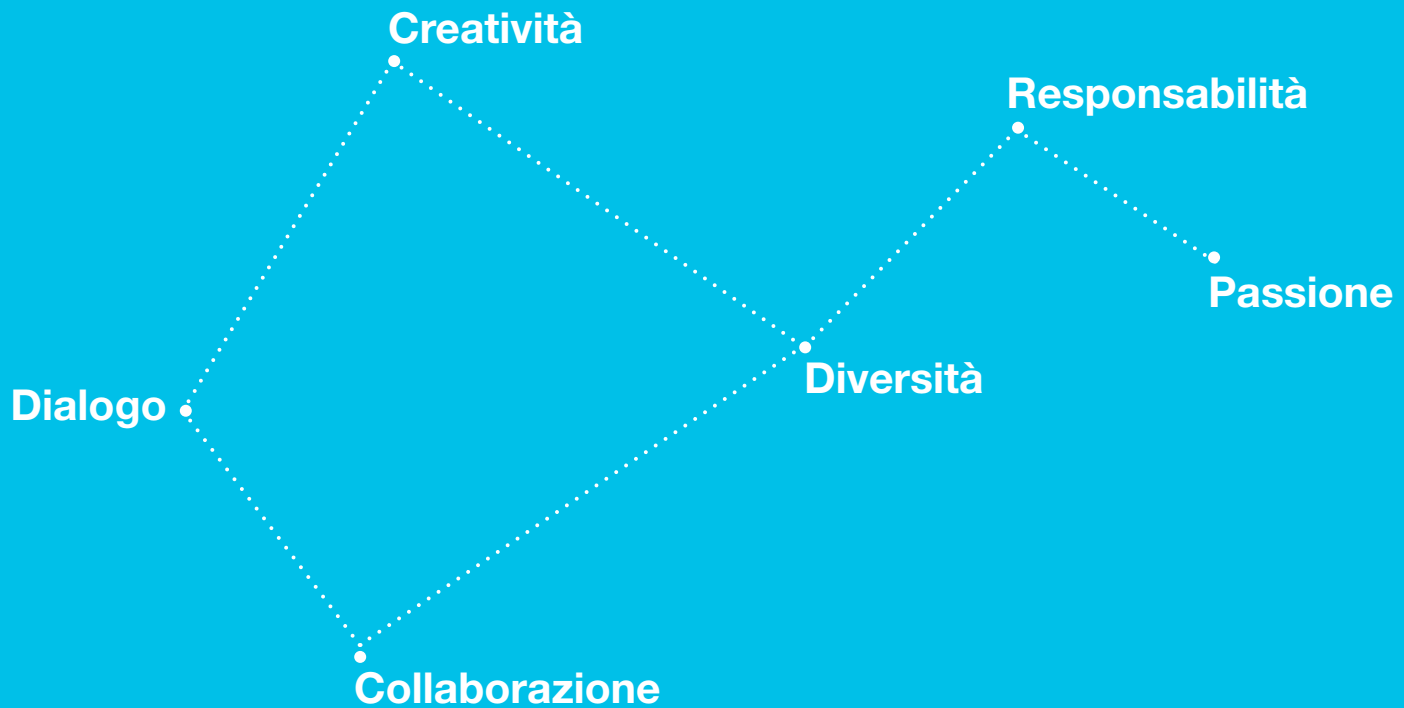 Creatività
Responsabilità
Passione
Diversità
Dialogo
Collaborazione